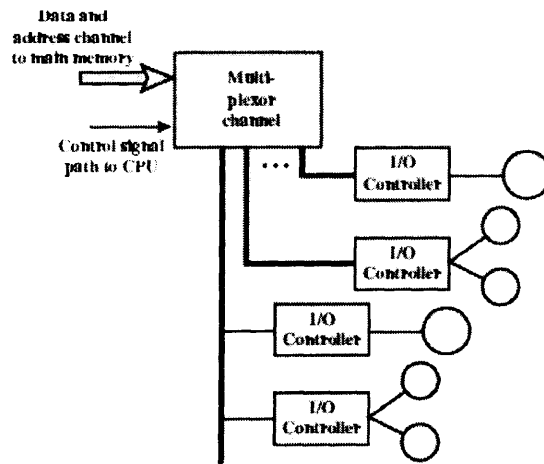 Data and
address channel
to main memory
Multi-
plexor
channel
Control signal
path to CPU
...
I/O
Controller
I/O
Controller
I/O
Controller
I/O
Controller